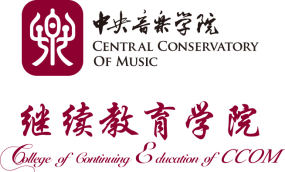 中央音乐学院
CENTRAL CONSERVATORY
OF MUSIC
继续教育学院
College of Continuing Education of CCOM